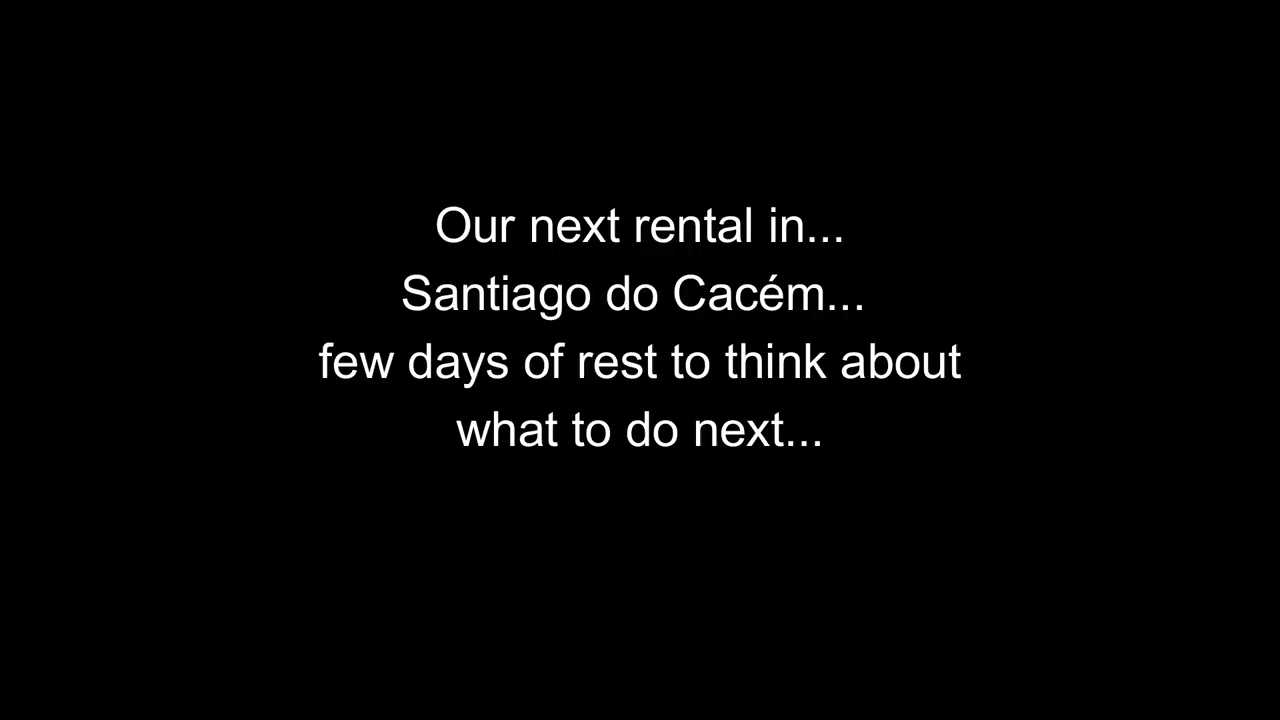 Our next rental in...
Santiago do Cacém...
few days of rest to think about
what to do next...